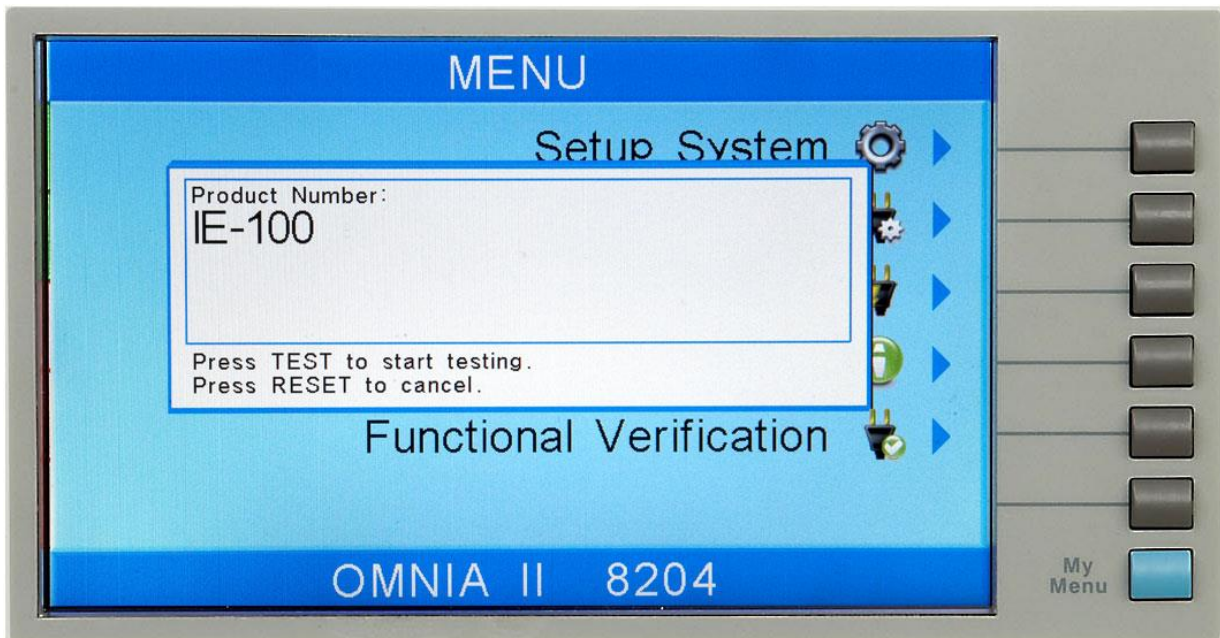 MENU
Setup System
Product Number:
IE-100
Press TEST to start testing.
Press RESET to cancel.
Functional Verification
OMNIA II 8204
My
Menu